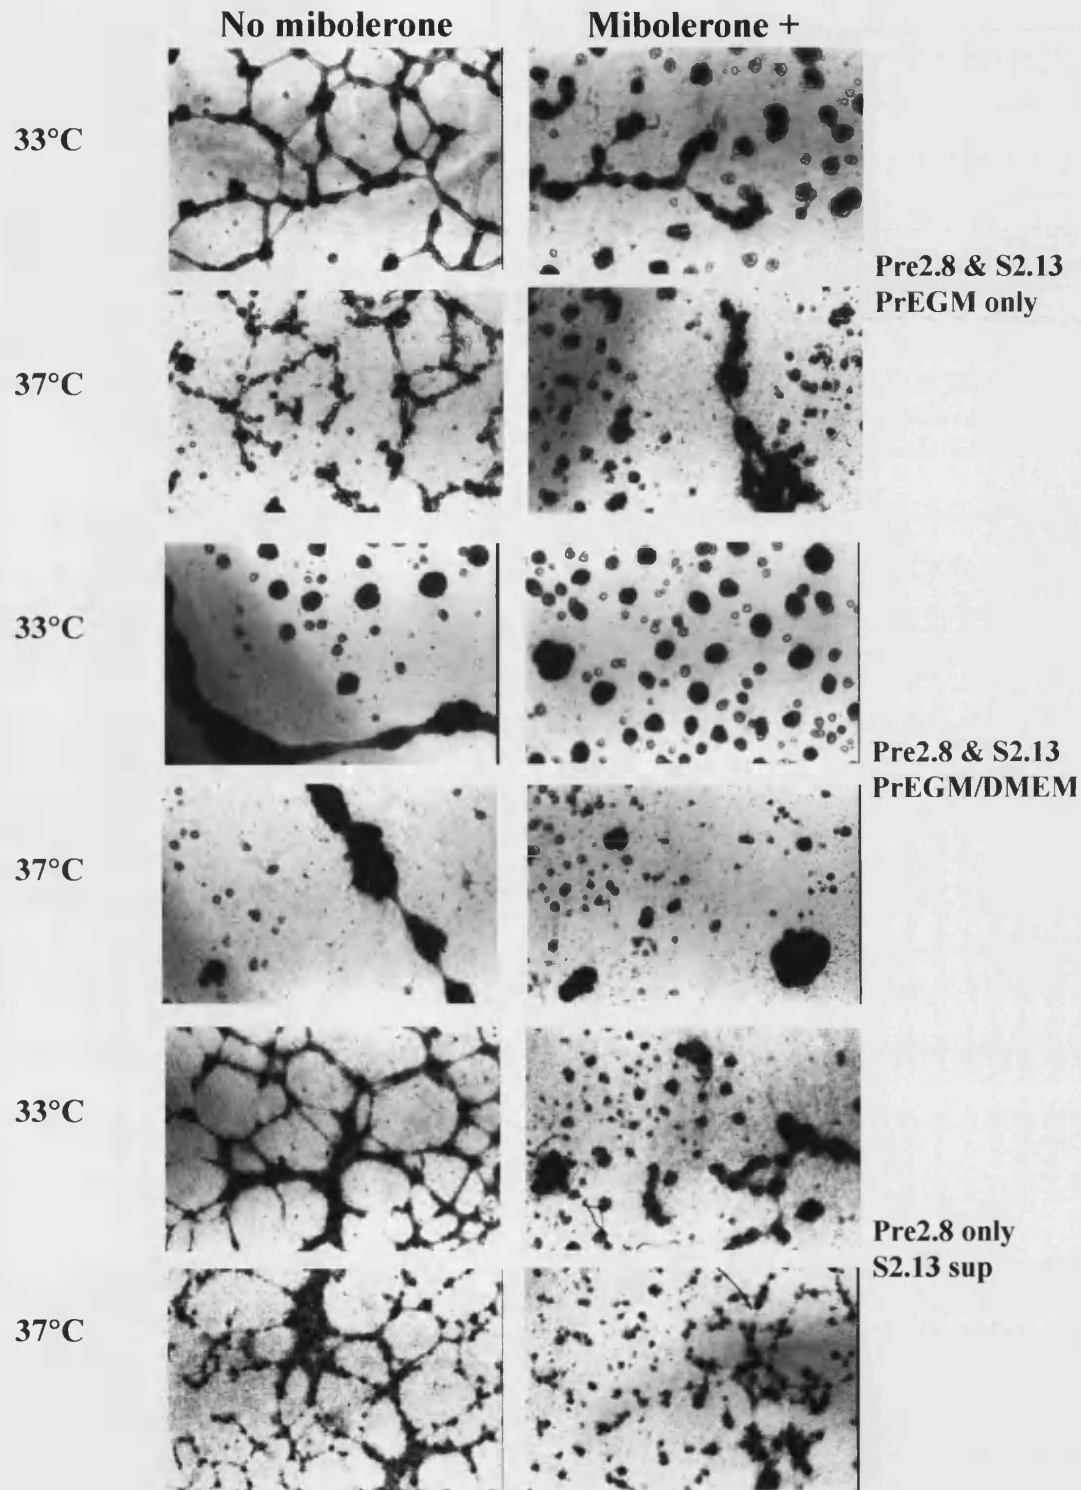 No mibolerone
Mibolerone +
33°C
Pre2.8 & S2.13
PrEGM only
37°C
33°C
Pre2.8 & S2.13
PrEGM/DMEM
37°C
33°C
Pre2.8 only
S2.13 sup
37°C